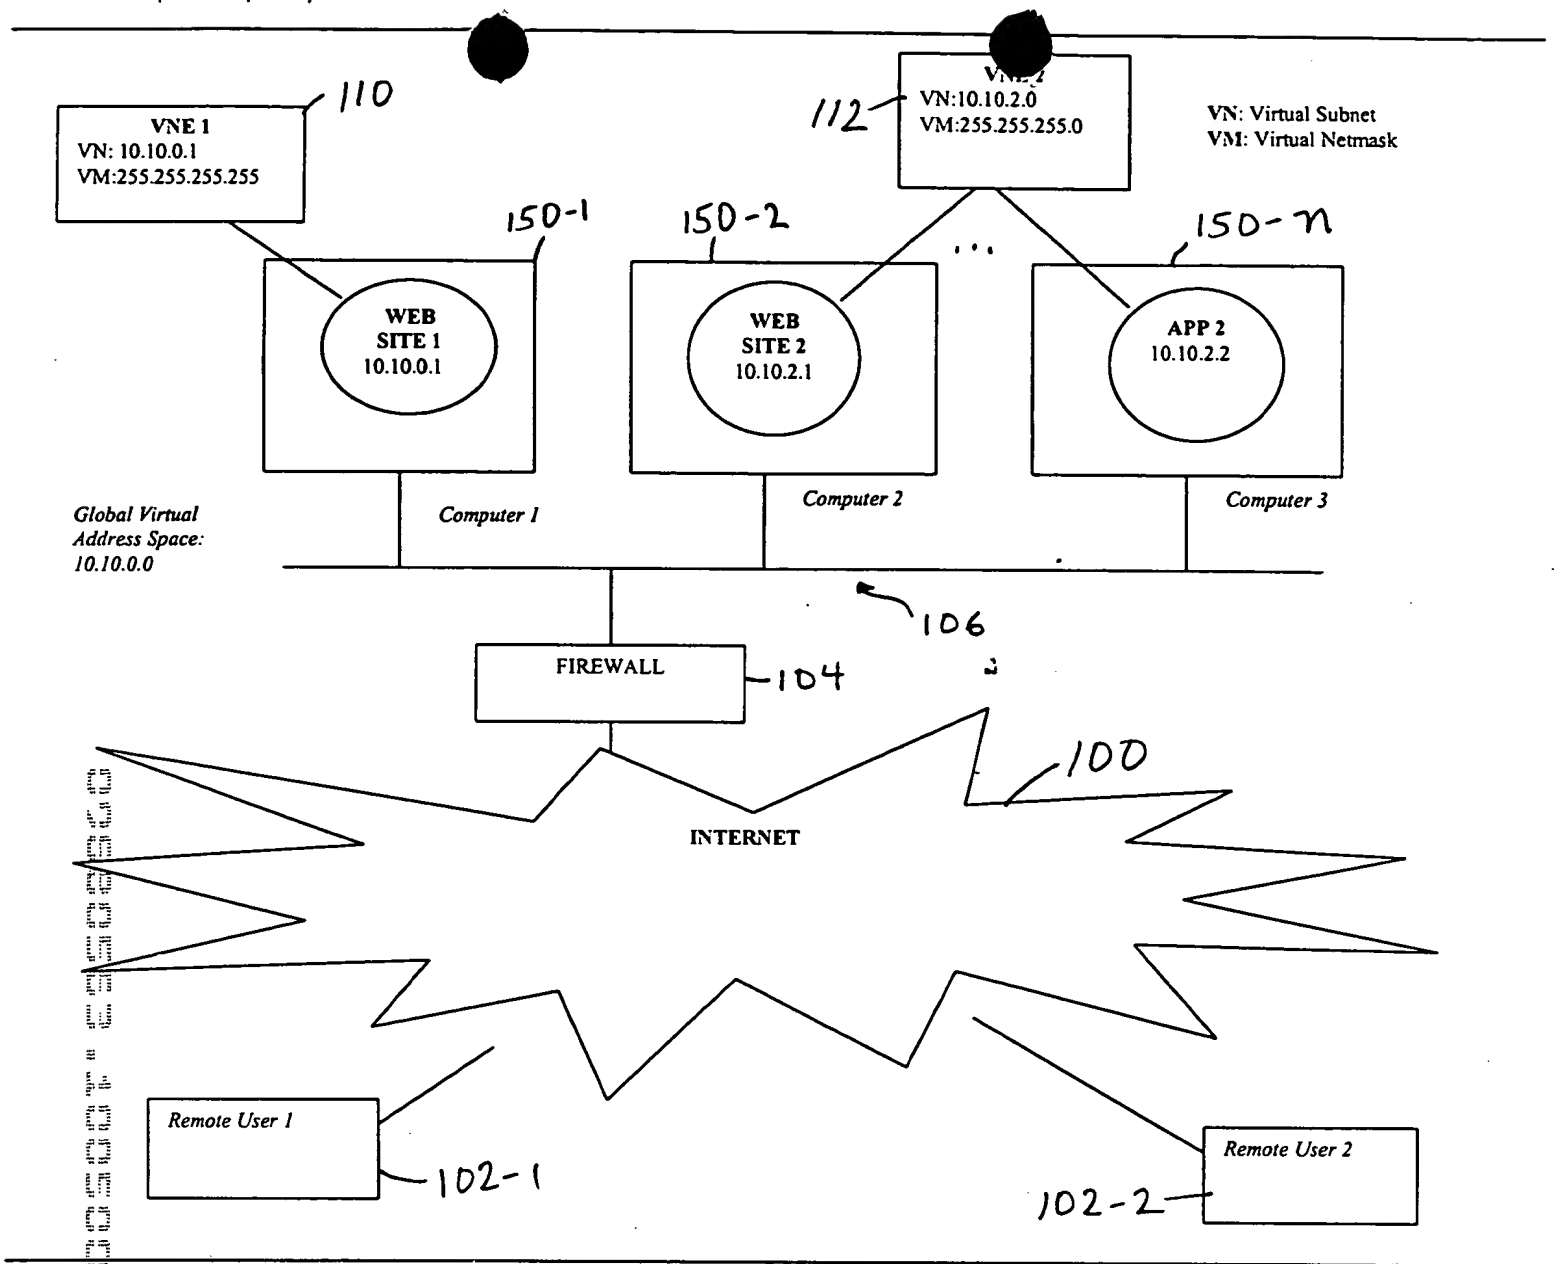 110
VNE 1
VN: 10.10.0.1
VM:255.255.255.255
112
VN:10.10.2.0
VM:255.255.255.0
VN: Virtual Subnet
VM: Virtual Netmask
150-1
150-2
...
150-n
WEB
SITE 1
10.10.0.1
WEB
SITE 2
10.10.2.1
APP 2
10.10.2.2
Global Virtual
Address Space:
10.10.0.0
Computer 1
Computer 2
Computer 3
106
FIREWALL
104
100
INTERNET
Remote User 1
102-1
Remote User 2
102-2